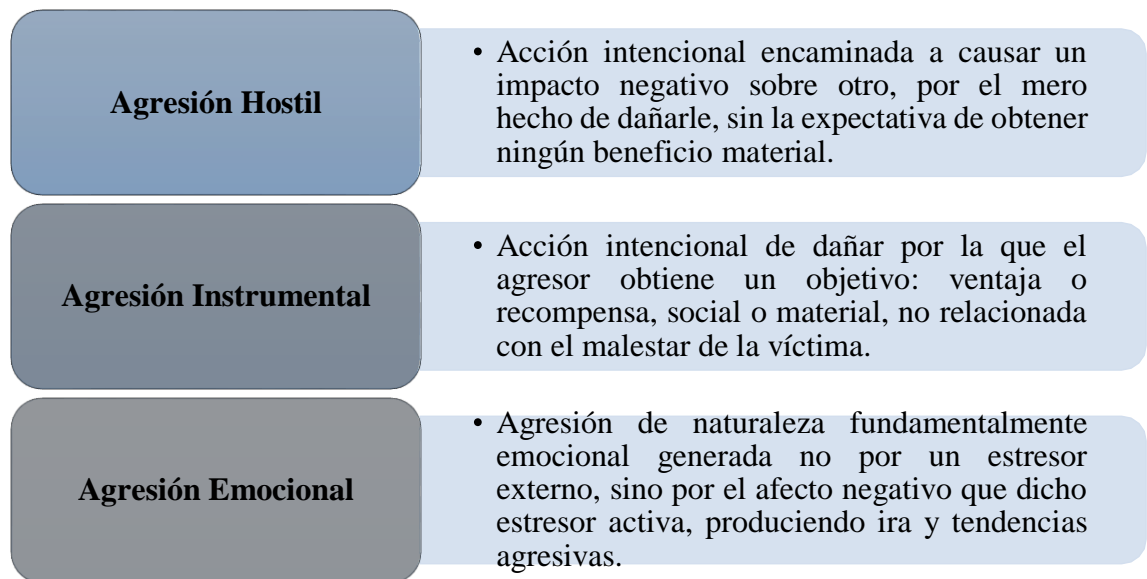 Agresión Hostil
• Acción intencional encaminada a causar un
impacto negativo sobre otro, por el mero
hecho de dañarle, sin la expectativa de obtener
ningún beneficio material.
Agresión Instrumental
• Acción intencional de dañar por la que el
agresor obtiene un objetivo: ventaja o
recompensa, social o material, no relacionada
con el malestar de la víctima.
Agresión Emocional
• Agresión de naturaleza fundamentalmente
emocional generada no por un estresor
externo, sino por el afecto negativo que dicho
estresor activa, produciendo ira y tendencias
agresivas.